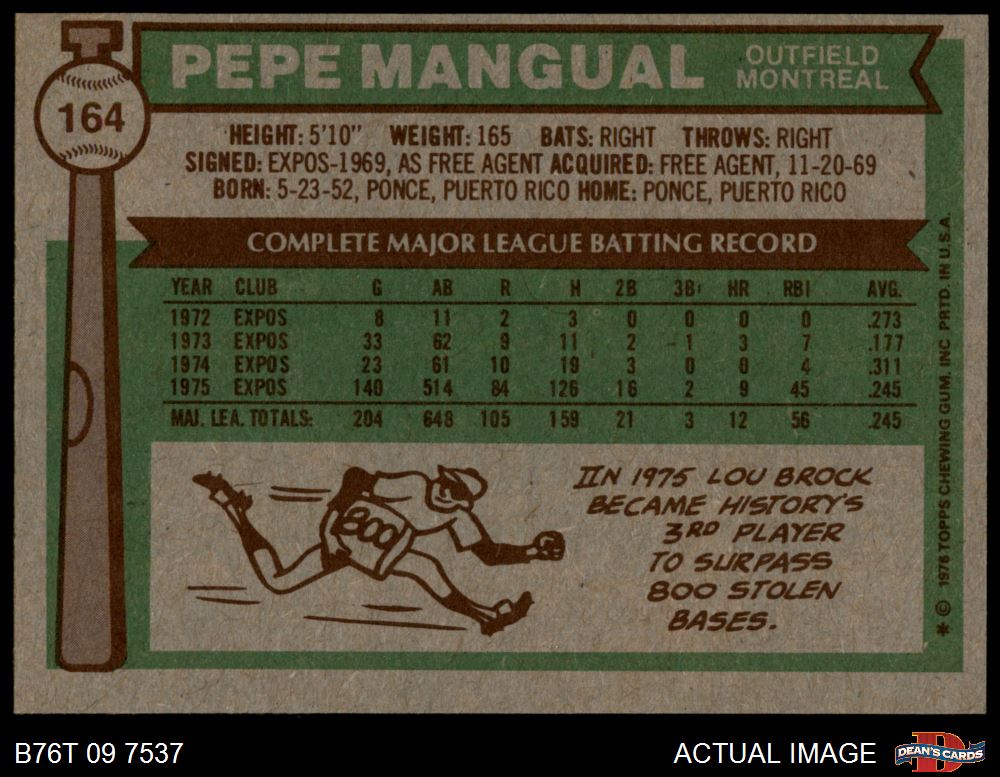 PEPE MANGUAL
OUTFIELD
MONTREAL
164
HEIGHT: 5'10" WEIGHT: 165 BATS: RIGHT THROWS: RIGHT
SIGNED: EXPOS-1969, AS FREE AGENT ACQUIRED: FREE AGENT, 11-20-69
BORN: 5-23-52, PONCE, PUERTO RICO HOME: PONCE, PUERTO RICO
COMPLETE MAJOR LEAGUE BATTING RECORD
YEAR CLUB G AB R H 2B 3B HR RBI AVG.
1972 EXPOS 8 11 2 3 0 0 0 0 .273
1973 EXPOS 33 62 9 11 2 1 3 7 .177
1974 EXPOS 23 61 10 19 3 0 0 4 .311
1975 EXPOS 140 514 84 126 16 2 9 45 .245
MAJ. LEA. TOTALS: 204 648 105 159 21 3 12 56 .245
800
IN 1975 LOU BROCK
BECAME HISTORY'S
3RD PLAYER
TO SURPASS
800 STOLEN
BASES.
* © 1976 TOPPS CHEWING GUM, INC PRTD. IN U.S.A.
B76T 09 7537
ACTUAL IMAGE
DEAN'S CARDS